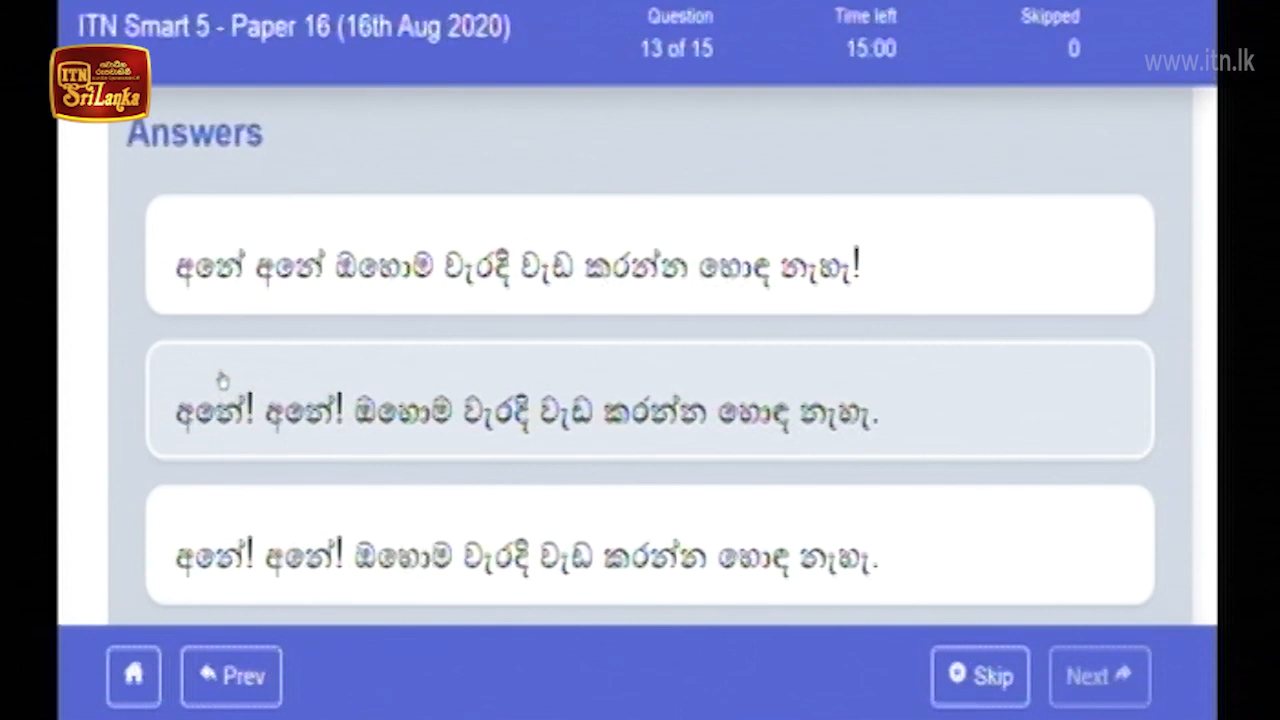 ITN Smart 5 - Paper 16 (16th Aug 2020)
Question
13 of 15
Time left
15:00
Skipped
0
www.itn.lk
ITN
SriLanka
Answers
අනේ අනේ ඔහොම වැරදි වැඩ කරන්න හොඳ නැහැ!
අනේ! අනේ! ඔහොම වැරදි වැඩ කරන්න හොඳ නැහැ.
අනේ! අනේ! ඔහොම වැරදි වැඩ කරන්න හොඳ නැහැ.
Prev
Skip
Next